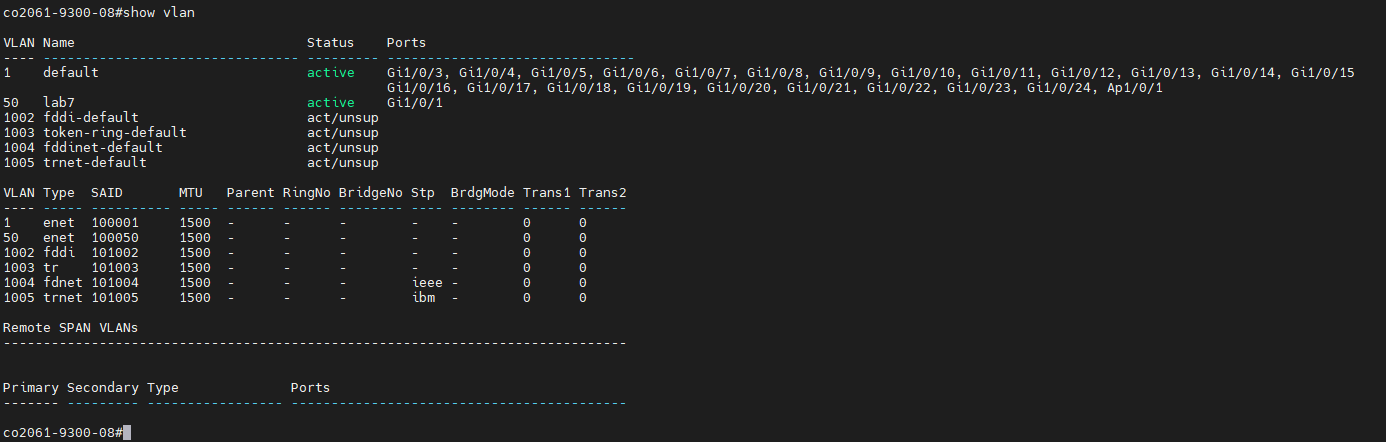 co2061-9300-08#show vlan
VLAN Name                             Status    Ports
---- -------------------------------- --------- -------------------------------
1    default                          active    Gi1/0/3, Gi1/0/4, Gi1/0/5, Gi1/0/6, Gi1/0/7, Gi1/0/8, Gi1/0/9, Gi1/0/10, Gi1/0/11, Gi1/0/12, Gi1/0/13, Gi1/0/14, Gi1/0/15
                                                Gi1/0/16, Gi1/0/17, Gi1/0/18, Gi1/0/19, Gi1/0/20, Gi1/0/21, Gi1/0/22, Gi1/0/23, Gi1/0/24, Ap1/0/1
50   lab7                             active    Gi1/0/1
1002 fddi-default                     act/unsup
1003 token-ring-default               act/unsup
1004 fddinet-default                  act/unsup
1005 trnet-default                    act/unsup
VLAN Type  SAID       MTU   Parent RingNo BridgeNo Stp  BrdgMode Trans1 Trans2
---- ----- ---------- ----- ------ ------ -------- ---- -------- ------ ------
1    enet  100001     1500  -      -      -        -    -        0      0
50   enet  100050     1500  -      -      -        -    -        0      0
1002 fddi  101002     1500  -      -      -        -    -        0      0
1003 tr    101003     1500  -      -      -        -    -        0      0
1004 fdnet 101004     1500  -      -      -        ieee -        0      0
1005 trnet 101005     1500  -      -      -        ibm  -        0      0
Remote SPAN VLANs
------------------------------------------------------------------------------
Primary Secondary Type              Ports
------- --------- ----------------- ------------------------------------------
co2061-9300-08#